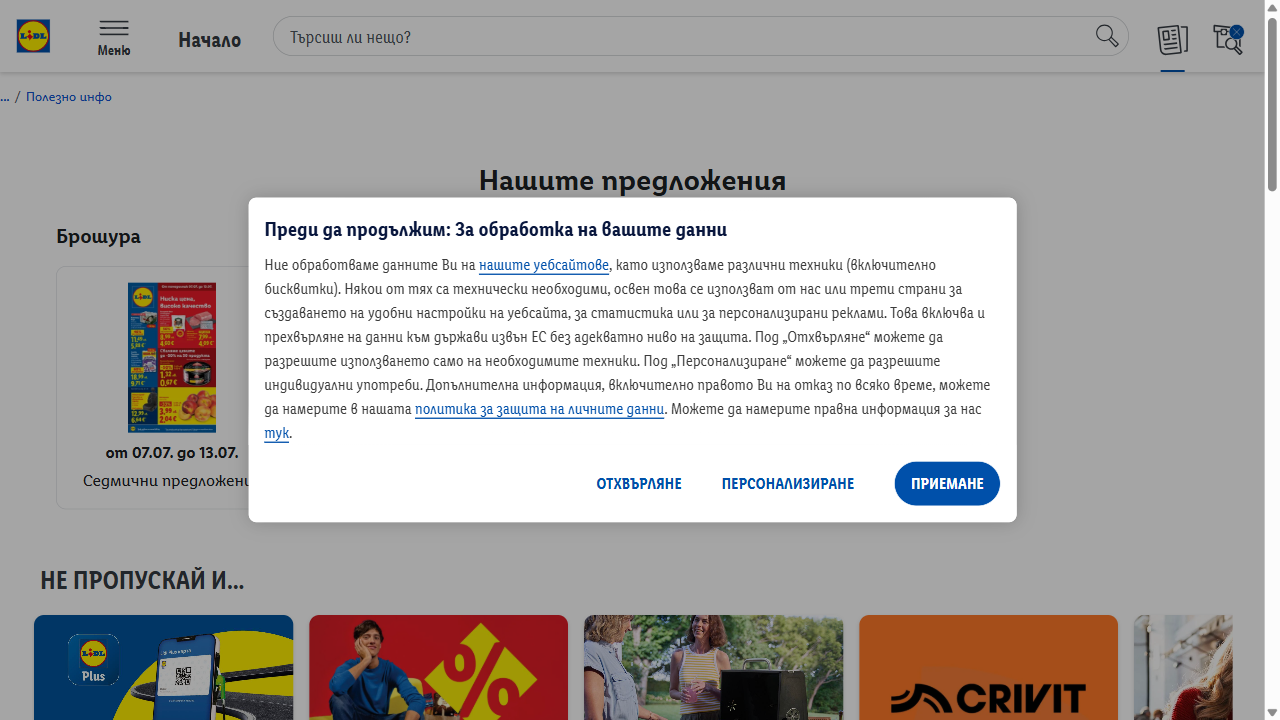 LIDL
Меню
Начало
Търсиш ли нещо?
... / Полезно инфо
Нашите предложения
Брошура
Преди да продължим: За обработка на вашите данни
Ние обработваме данните Ви на нашите уебсайтове, като използваме различни техники (включително
бисквитки). Някои от тях са технически необходими, освен това се използват от нас или трети страни за
създаването на удобни настройки на уебсайта, за статистика или за персонализирани реклами. Това включва и
прехвърляне на данни към държави извън ЕС без адекватно ниво на защита. Под „Отхвърляне“ можете да
разрешите използването само на необходимите техники. Под „Персонализиране“ можете да разрешите
индивидуални употреби. Допълнителна информация, включително правото Ви на отказ по всяко време, можете
да намерите в нашата политика за защита на личните данни. Можете да намерите правна информация за нас
тук.
ОТХВЪРЛЯНЕ
ПЕРСОНАЛИЗИРАНЕ
ПРИЕМАНЕ
Ниска цена,
Високо качество
от 07.07. до 13.07.
Седмични предложени
НЕ ПРОПУСКАЙ И...
LIDL
Plus
%
CRIVIT